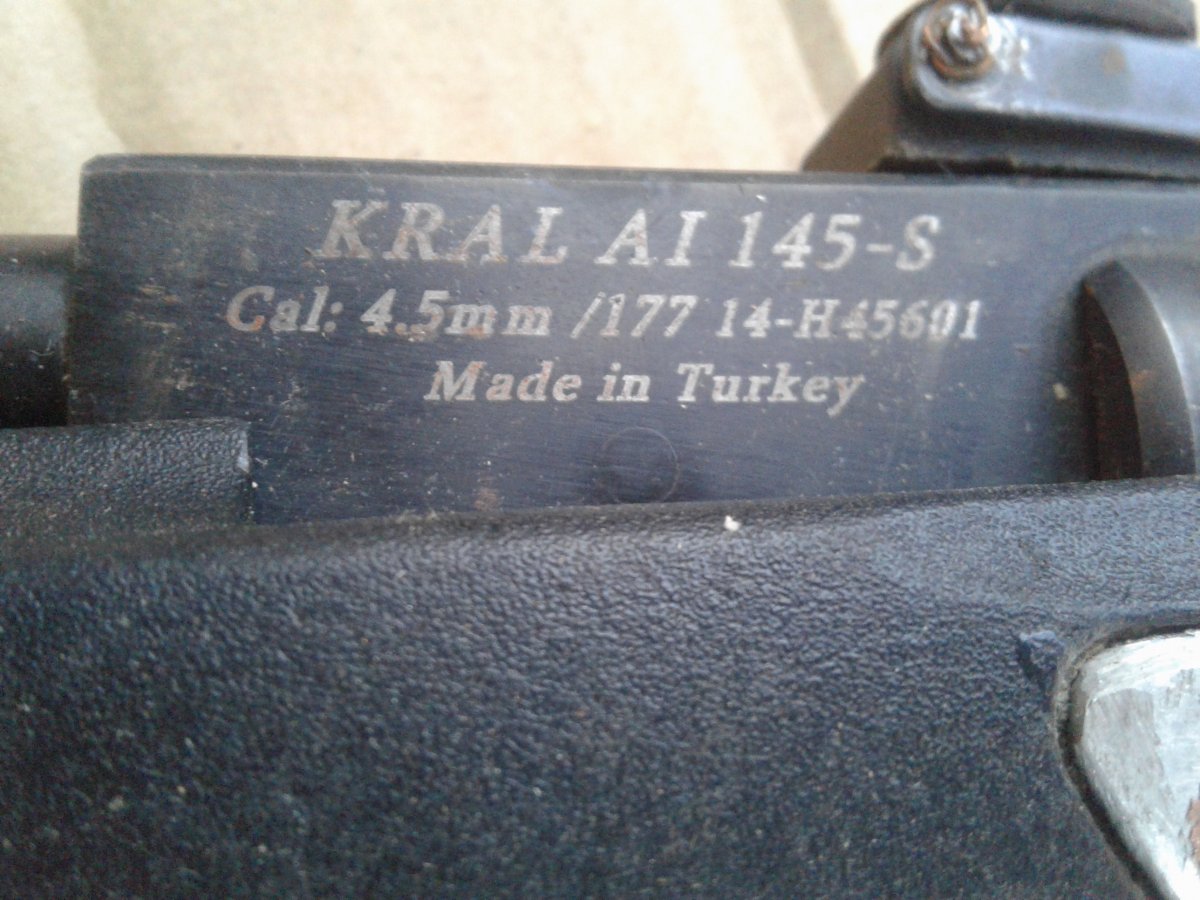 KRAL AI 145-S
Cal: 4.5mm /177 14-H45601
Made in Turkey